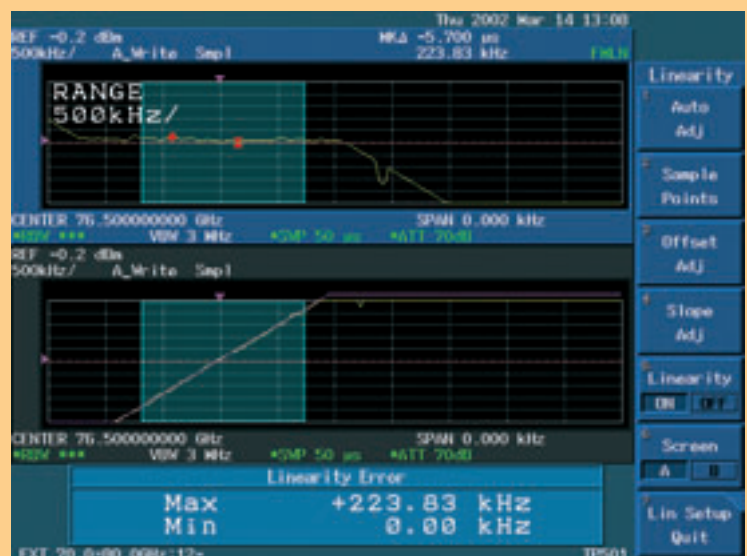 Thu 2002 Mar 14 13:00
REF -0.2 dBm
MKΔ -5.700 µs
500kHz/ A_Write Smpl
223.83 kHz
RANGE
500kHz/
CENTER 76.500000000 GHz
SPAN 0.000 kHz
*RBW *** VBW 3 MHz *SWP 50 µs *ATT 70dB
REF -0.2 dBm
500kHz/ A_Write Smpl
CENTER 76.500000000 GHz
SPAN 0.000 kHz
*RBW *** VBW 3 MHz *SWP 50 µs *ATT 70dB
Linearity Error
Max +223.83 kHz
Min 0.00 kHz
Linearity
Auto
Adj
Sample
Points
Offset
Adj
Slope
Adj
Linearity
ON OFF
Screen
A B
Lin Setup
Quit